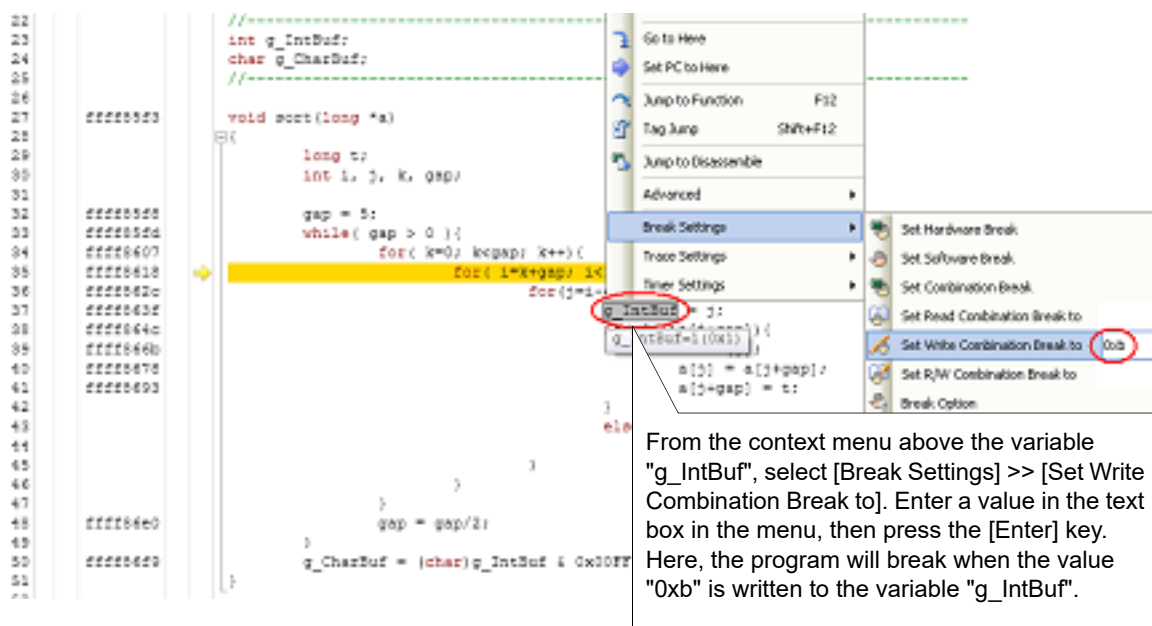 22 //--------------------------------------------------
23 int g_IntBuf;
24 char g_CharBuf;
25 //--------------------------------------------------
26
27 ffff85f3 void sort(long *a)
28 {
29 long t;
30 int i, j, k, gap;
31
32 ffff85f8 gap = 5;
33 ffff85fd while( gap > 0 ){
34 ffff8607 for( k=0; k<gap; k++){
35 ffff8618 for( i=k+gap; i<
36 ffff862c for(j=i-
37 ffff863f g_IntBuf = j;
38 ffff864c
39 ffff866b
40 ffff8678 a[j] = a[j+gap];
41 ffff8693 a[j+gap] = t;
42 }
43 else
44
45 }
46 }
47 }
48 ffff86e0 gap = gap/2;
49 }
50 ffff86f9 g_CharBuf = (char)g_IntBuf & 0x00FF
51 }
g_IntBuf=1(0x1)
Go to Here
Set PC to Here
Jump to Function F12
Tag Jump Shift+F12
Jump to Disassemble
Advanced
Break Settings
Trace Settings
Timer Settings
Set Hardware Break
Set Software Break
Set Combination Break
Set Read Combination Break to
Set Write Combination Break to 0xb
Set R/W Combination Break to
Break Option
From the context menu above the variable
"g_IntBuf", select [Break Settings] >> [Set Write
Combination Break to]. Enter a value in the text
box in the menu, then press the [Enter] key.
Here, the program will break when the value
"0xb" is written to the variable "g_IntBuf".